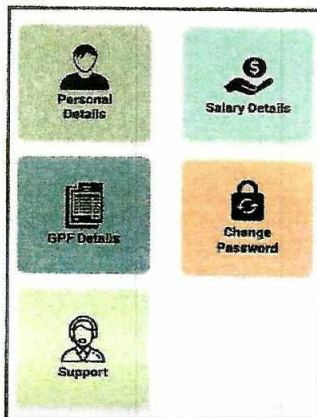 Personal
Details
Salary Details
GPF Details
Change
Password
Support